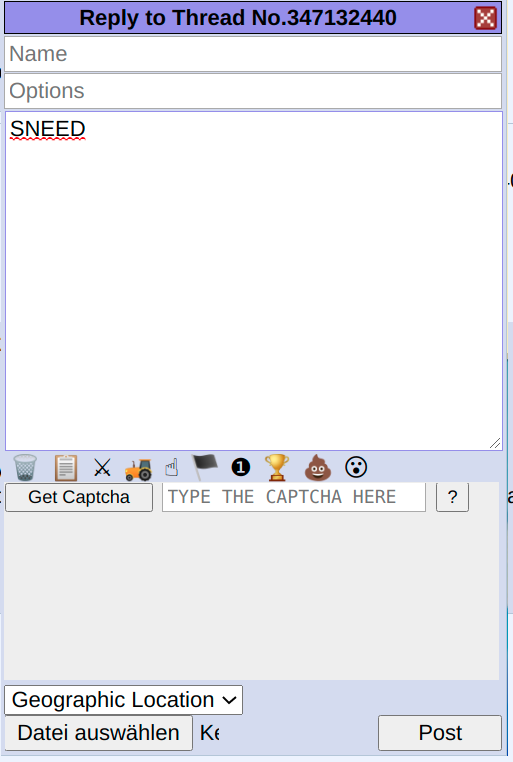 Reply to Thread No.347132440
Name
Options
SNEED
Get Captcha
TYPE THE CAPTCHA HERE
?
Geographic Location
Datei auswählen
Ke
Post